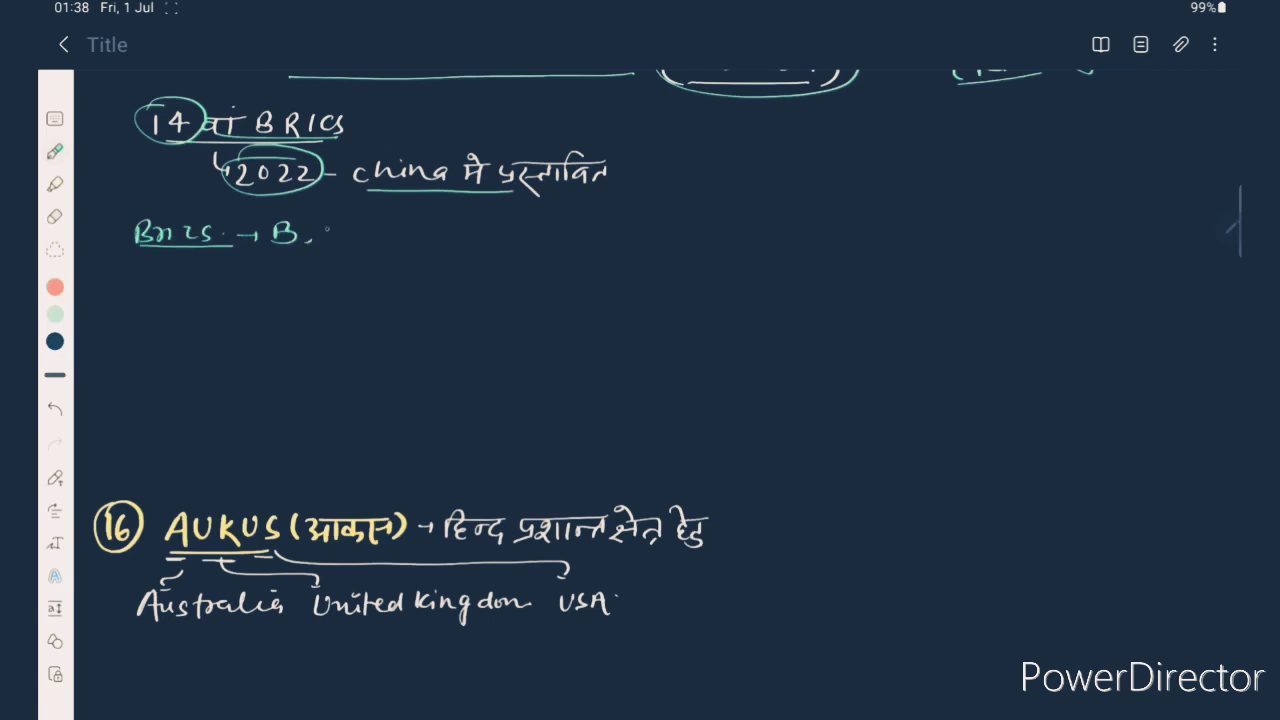 01:38 Fri, 1 Jul
99%
Title
14 वां BRICS
2022 - china मे प्रस्तावित
Brics → B.
16 AUKUS (आकस) → हिन्द प्रशान्त क्षेत्र हेतु
Australia United kingdon USA
PowerDirector